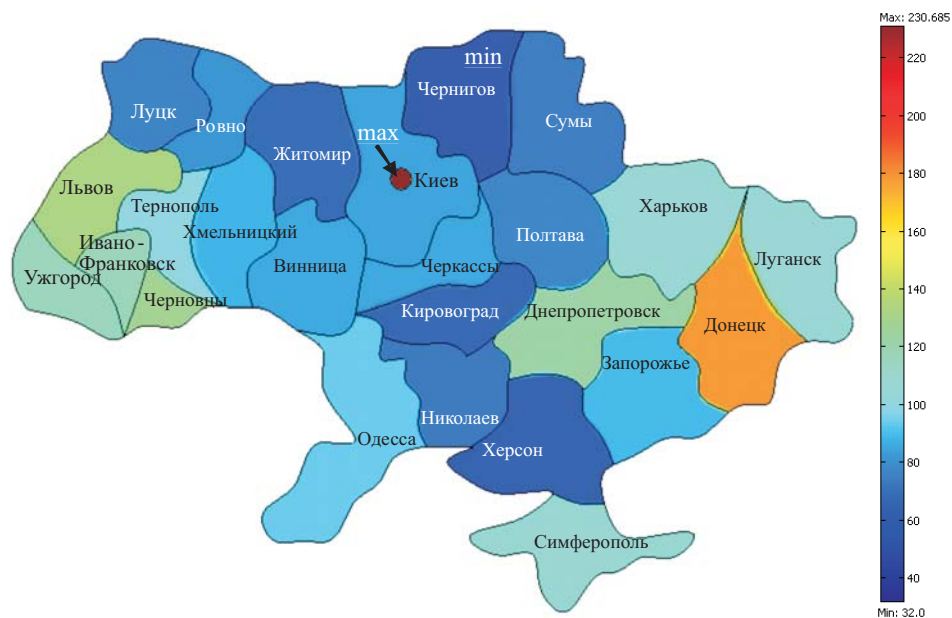 Max: 230.685
min
Чернигов
Луцк
Ровно
Сумы
max
Житомир
Киев
Львов
Тернополь
Харьков
Хмельницкий
Полтава
Ивано-
Франковск
Ужгород
Винница
Черкассы
Луганск
Черновцы
Кировоград
Днепропетровск
Донецк
Запорожье
Николаев
Одесса
Херсон
Симферополь
220
200
180
160
140
120
100
80
60
40
Min: 32.0